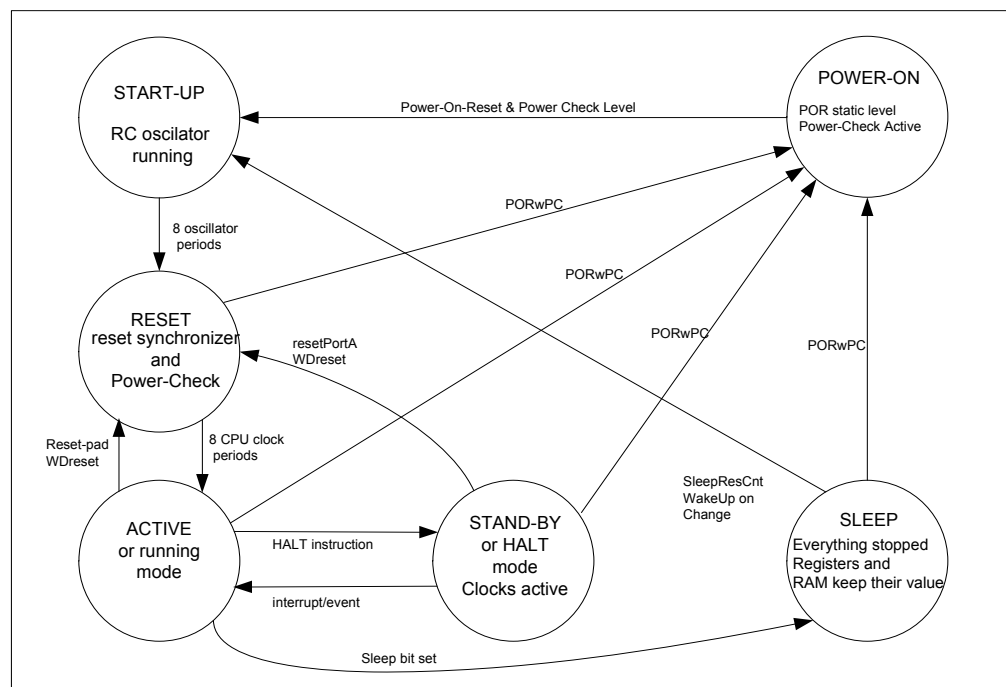 START-UP
RC oscilator
running
POWER-ON
POR static level
Power-Check Active
Power-On-Reset & Power Check Level
8 oscillator
periods
PORwPC
PORwPC
PORwPC
PORwPC
RESET
reset synchronizer
and
Power-Check
resetPortA
WDreset
Reset-pad
WDreset
8 CPU clock
periods
SleepResCnt
WakeUp on
Change
ACTIVE
or running
mode
HALT instruction
interrupt/event
STAND-BY
or HALT
mode
Clocks active
SLEEP
Everything stopped
Registers and
RAM keep their value
Sleep bit set